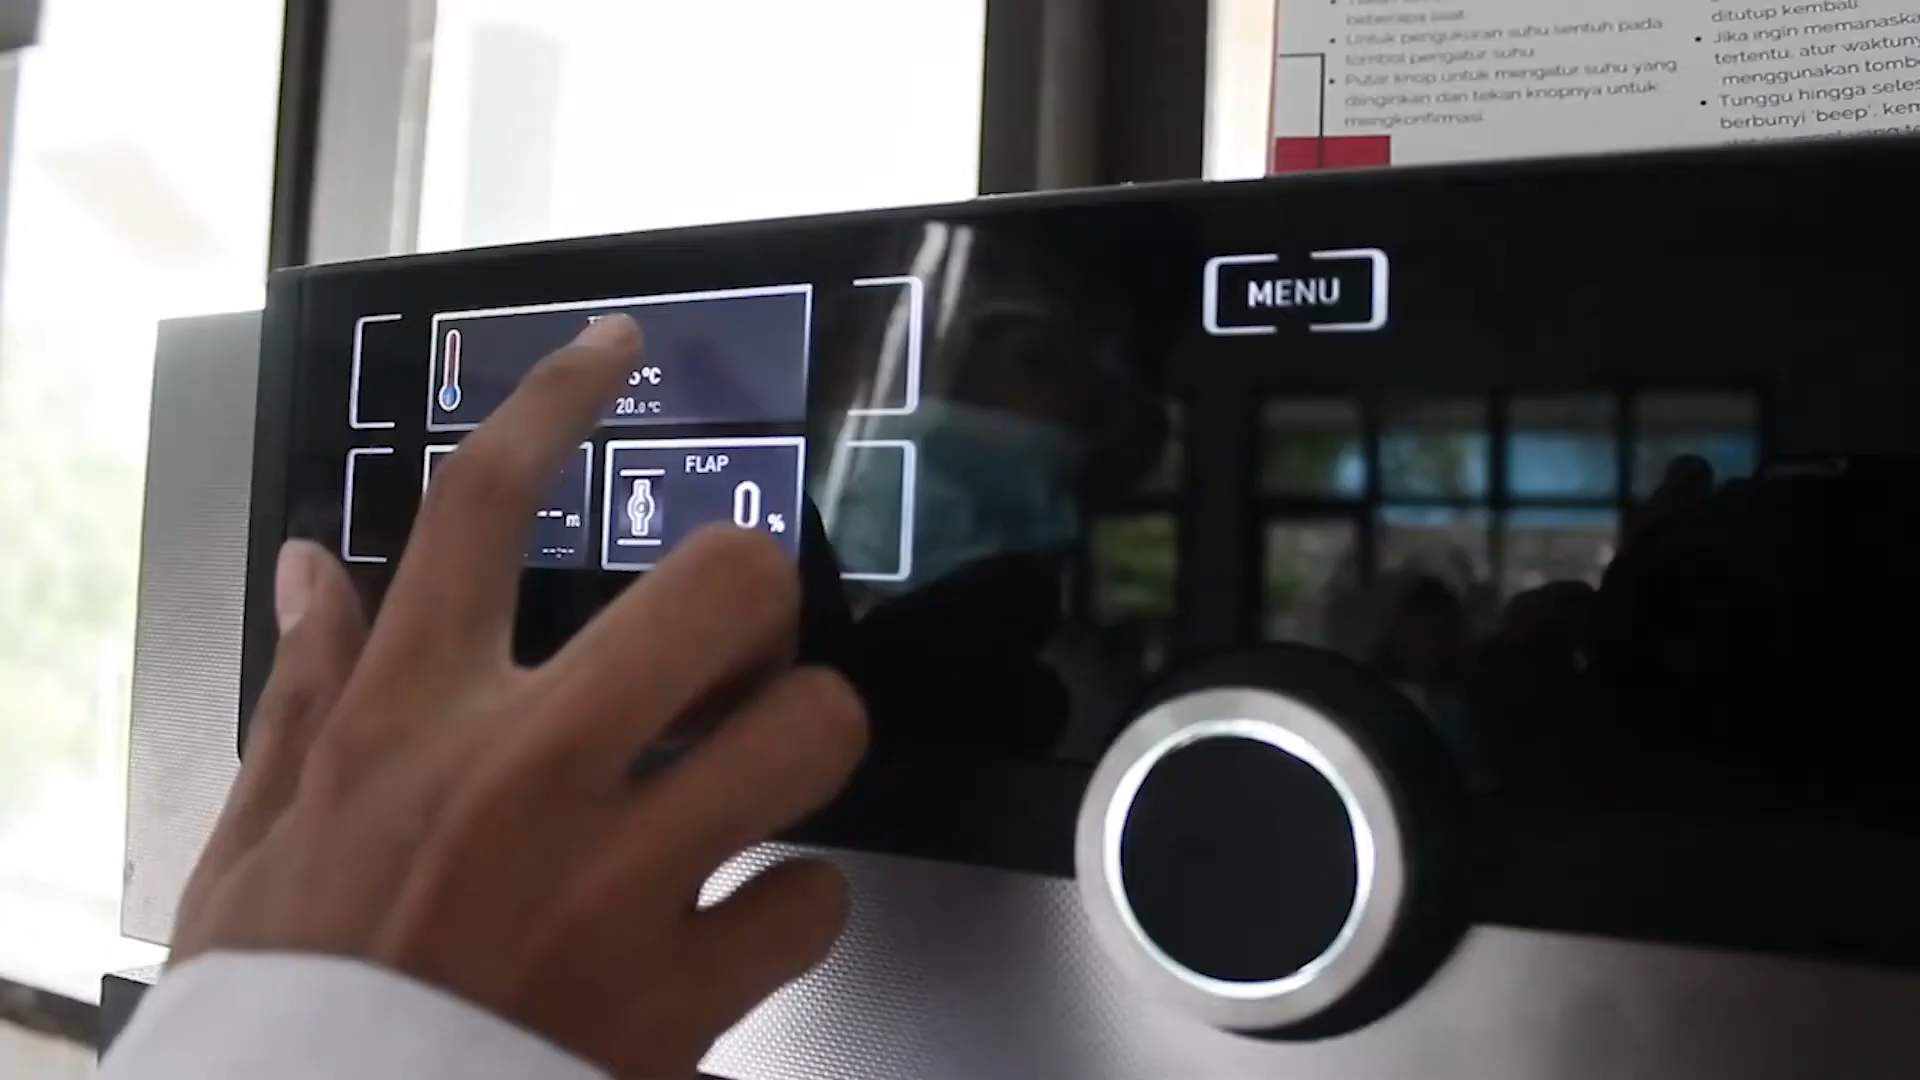 beberapa saat.
Untuk pengukuran suhu sentuh pada
tombol pengatur suhu
Putar knop untuk mengatur suhu yang
diinginkan dan tekan knopnya untuk
mengkonfirmasi.
ditutup kembali.
Jika ingin memanaska
tertentu, atur waktuny
menggunakan tomb
Tunggu hingga seles
berbunyi 'beep', kem
MENU
°C
20.0 °C
m
--:--
FLAP
0 %